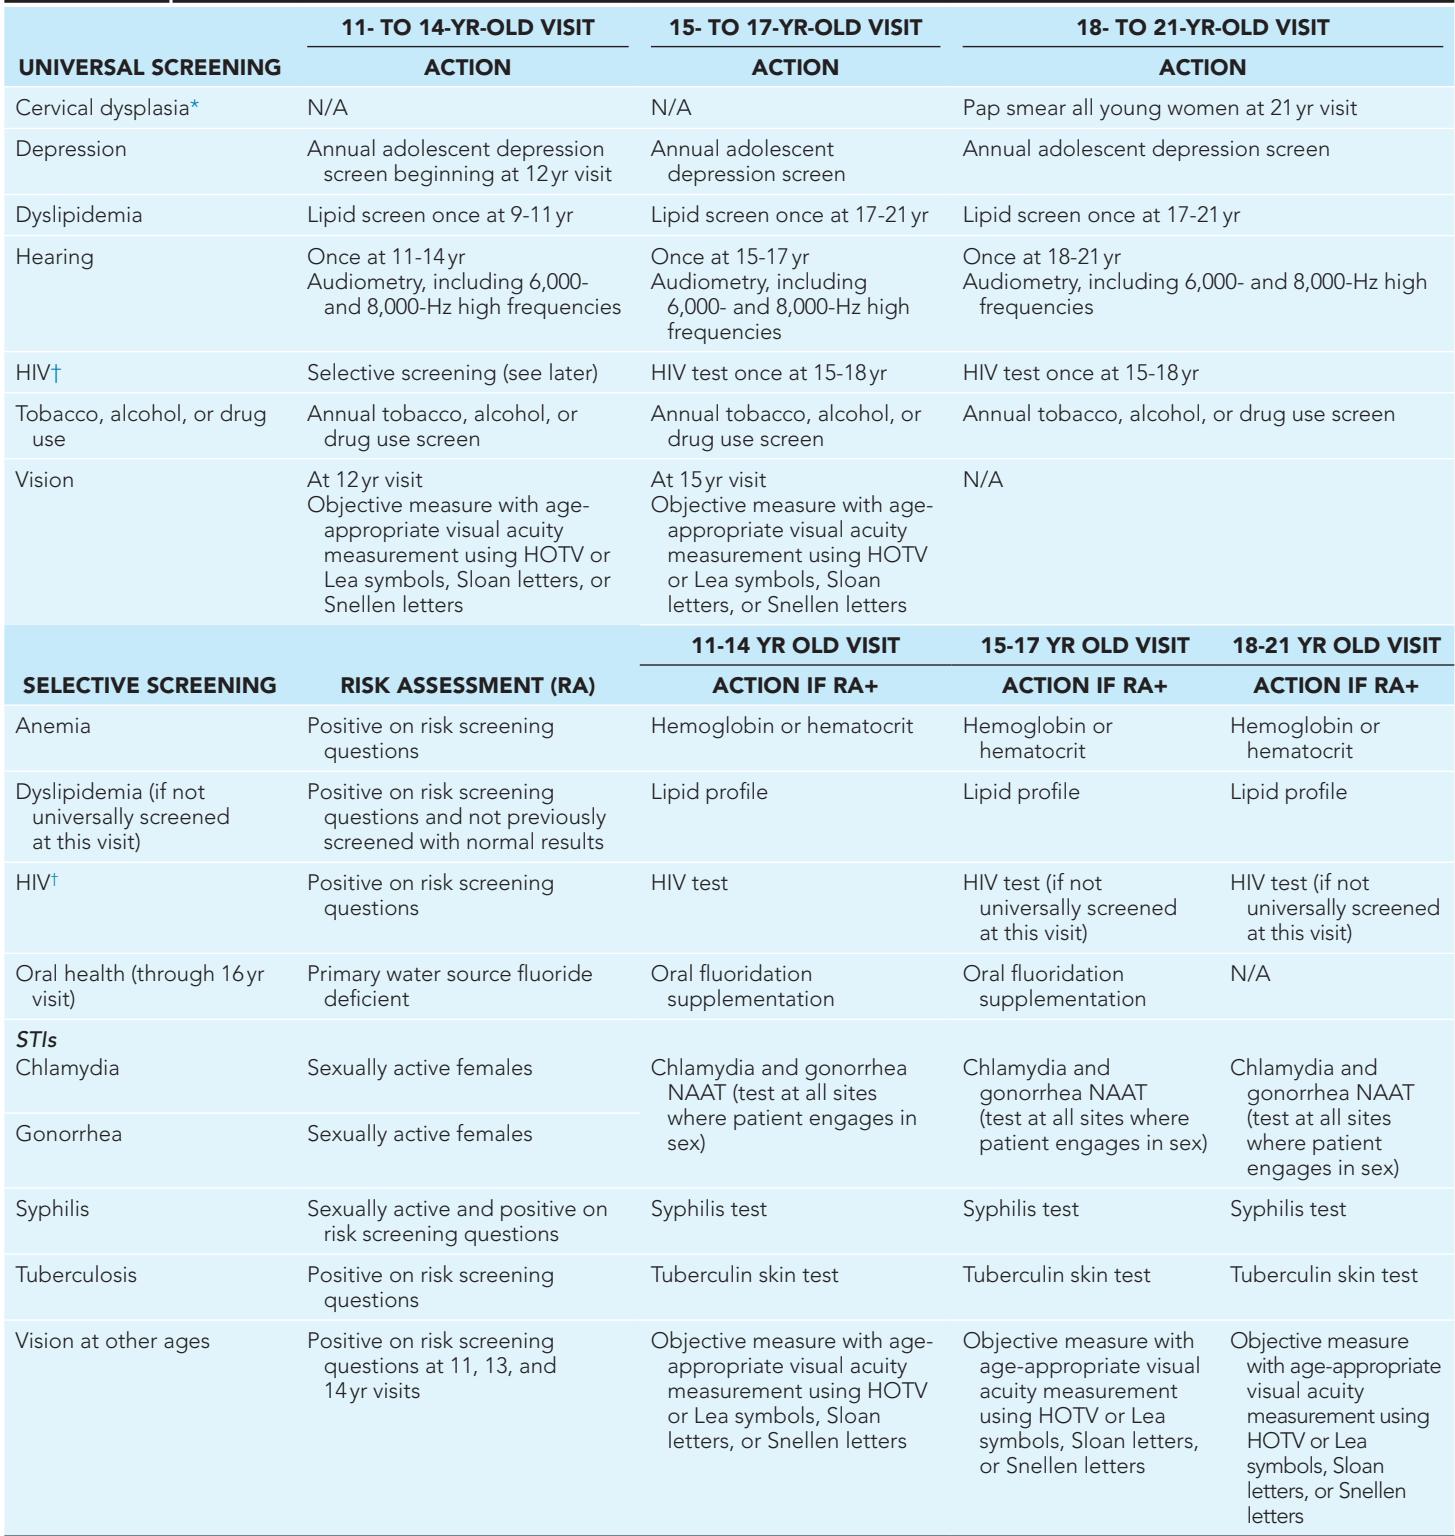 11- TO 14-YR-OLD VISIT 15- TO 17-YR-OLD VISIT 18- TO 21-YR-OLD VISIT
UNIVERSAL SCREENING ACTION ACTION ACTION
Cervical dysplasia* N/A N/A Pap smear all young women at 21 yr visit
Depression Annual adolescent depression Annual adolescent Annual adolescent depression screen
screen beginning at 12 yr visit depression screen
Dyslipidemia Lipid screen once at 9-11 yr Lipid screen once at 17-21 yr Lipid screen once at 17-21 yr
Hearing Once at 11-14 yr Once at 15-17 yr Once at 18-21 yr
Audiometry, including 6,000- Audiometry, including Audiometry, including 6,000- and 8,000-Hz high
and 8,000-Hz high frequencies 6,000- and 8,000-Hz high frequencies
frequencies
HIV† Selective screening (see later) HIV test once at 15-18 yr HIV test once at 15-18 yr
Tobacco, alcohol, or drug Annual tobacco, alcohol, or Annual tobacco, alcohol, or Annual tobacco, alcohol, or drug use screen
use drug use screen drug use screen
Vision At 12 yr visit At 15 yr visit N/A
Objective measure with age- Objective measure with age-
appropriate visual acuity appropriate visual acuity
measurement using HOTV or measurement using HOTV
Lea symbols, Sloan letters, or or Lea symbols, Sloan
Snellen letters letters, or Snellen letters
11-14 YR OLD VISIT 15-17 YR OLD VISIT 18-21 YR OLD VISIT
SELECTIVE SCREENING RISK ASSESSMENT (RA) ACTION IF RA+ ACTION IF RA+ ACTION IF RA+
Anemia Positive on risk screening Hemoglobin or hematocrit Hemoglobin or Hemoglobin or
questions hematocrit hematocrit
Dyslipidemia (if not Positive on risk screening Lipid profile Lipid profile Lipid profile
universally screened questions and not previously
at this visit) screened with normal results
HIV† Positive on risk screening HIV test HIV test (if not HIV test (if not
questions universally screened universally screened
at this visit) at this visit)
Oral health (through 16 yr Primary water source fluoride Oral fluoridation Oral fluoridation N/A
visit) deficient supplementation supplementation
STIs
Chlamydia Sexually active females Chlamydia and gonorrhea Chlamydia and Chlamydia and
NAAT (test at all sites gonorrhea NAAT gonorrhea NAAT
where patient engages in (test at all sites where (test at all sites
Gonorrhea Sexually active females sex) patient engages in sex) where patient
engages in sex)
Syphilis Sexually active and positive on Syphilis test Syphilis test Syphilis test
risk screening questions
Tuberculosis Positive on risk screening Tuberculin skin test Tuberculin skin test Tuberculin skin test
questions
Vision at other ages Positive on risk screening Objective measure with age- Objective measure with Objective measure
questions at 11, 13, and appropriate visual acuity age-appropriate visual with age-appropriate
14 yr visits measurement using HOTV acuity measurement visual acuity
or Lea symbols, Sloan using HOTV or Lea measurement using
letters, or Snellen letters symbols, Sloan letters, HOTV or Lea
or Snellen letters symbols, Sloan
letters, or Snellen
letters